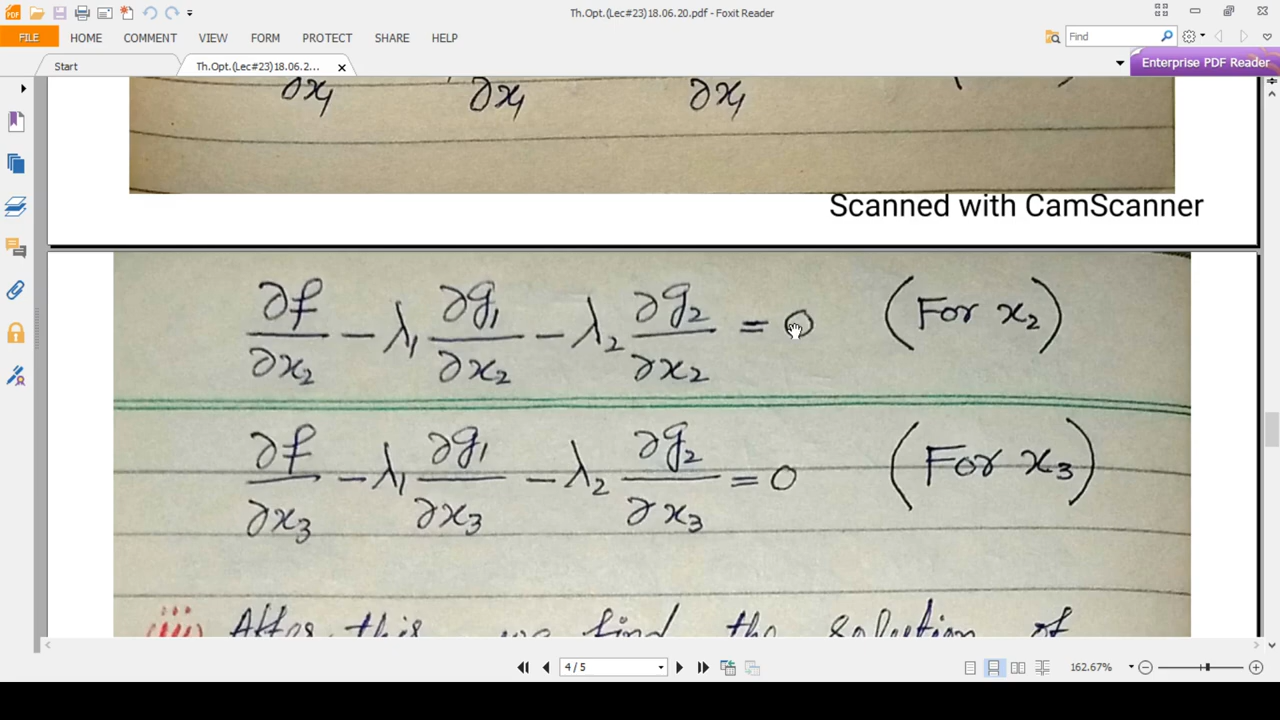 Th.Opt.(Lec#23)18.06.20.pdf - Foxit Reader
FILE HOME COMMENT VIEW FORM PROTECT SHARE HELP
Find
Start Th.Opt.(Lec#23)18.06.2...
Enterprise PDF Reader
∂x₁ ∂x₁ ∂x₁
Scanned with CamScanner
∂f/∂x₂ - λ₁ ∂g₁/∂x₂ - λ₂ ∂g₂/∂x₂ = 0 (For x₂)
∂f/∂x₃ - λ₁ ∂g₁/∂x₃ - λ₂ ∂g₂/∂x₃ = 0 (For x₃)
(iii) After this we find the solution of
4 / 5
162.67%